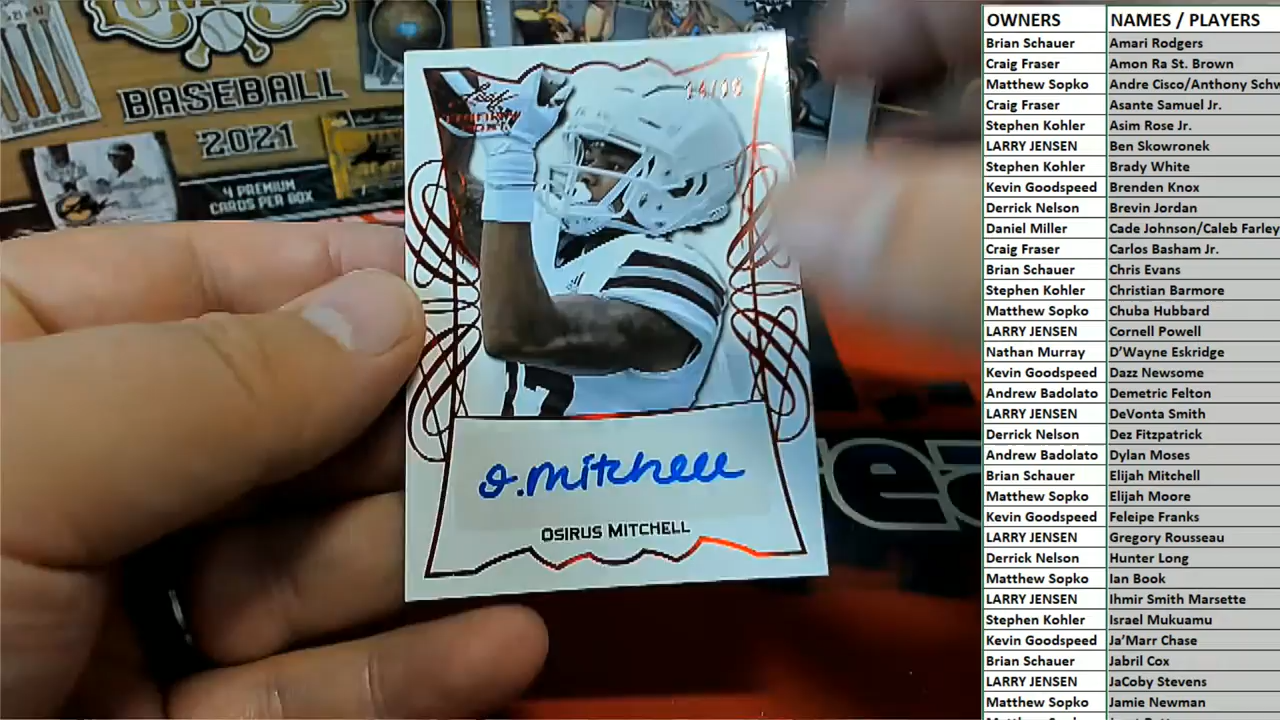 BASEBALL
2021
4 PREMIUM
CARDS PER BOX
Leaf
O. Mitchell
OSIRUS MITCHELL
OWNERS NAMES / PLAYERS
Brian Schauer Amari Rodgers
Craig Fraser Amon Ra St. Brown
Matthew Sopko Andre Cisco/Anthony Schw
Craig Fraser Asante Samuel Jr.
Stephen Kohler Asim Rose Jr.
LARRY JENSEN Ben Skowronek
Stephen Kohler Brady White
Kevin Goodspeed Brenden Knox
Derrick Nelson Brevin Jordan
Daniel Miller Cade Johnson/Caleb Farley
Craig Fraser Carlos Basham Jr.
Brian Schauer Chris Evans
Stephen Kohler Christian Barmore
Matthew Sopko Chuba Hubbard
LARRY JENSEN Cornell Powell
Nathan Murray D'Wayne Eskridge
Kevin Goodspeed Dazz Newsome
Andrew Badolato Demetric Felton
LARRY JENSEN DeVonta Smith
Derrick Nelson Dez Fitzpatrick
Andrew Badolato Dylan Moses
Brian Schauer Elijah Mitchell
Matthew Sopko Elijah Moore
Kevin Goodspeed Feleipe Franks
LARRY JENSEN Gregory Rousseau
Derrick Nelson Hunter Long
Matthew Sopko Ian Book
LARRY JENSEN Ihmir Smith Marsette
Stephen Kohler Israel Mukuamu
Kevin Goodspeed Ja'Marr Chase
Brian Schauer Jabril Cox
LARRY JENSEN JaCoby Stevens
Matthew Sopko Jamie Newman